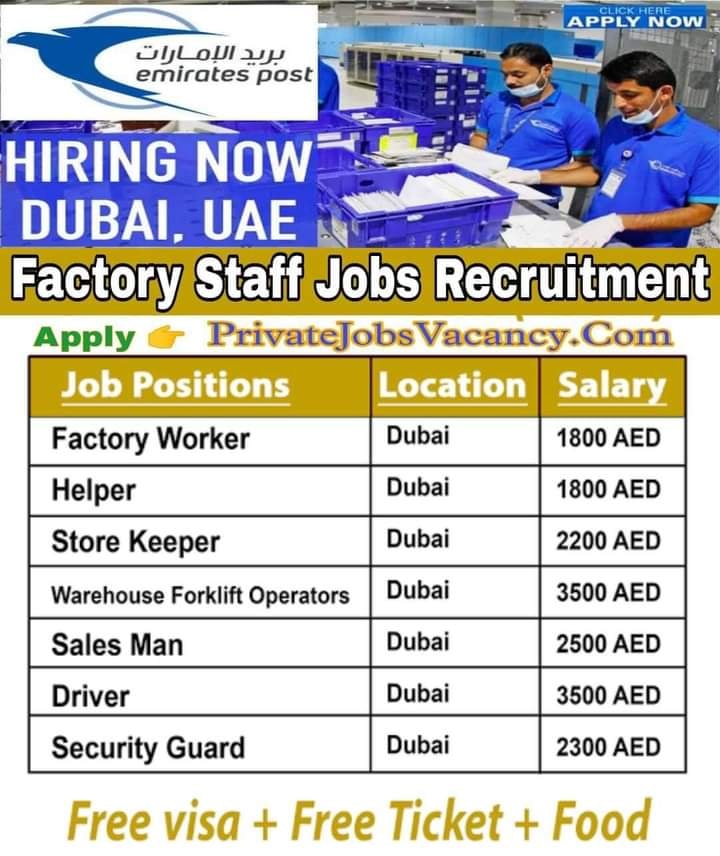 CLICK HERE
APPLY NOW
بريد الإمارات
emirates post
HIRING NOW
DUBAI, UAE
Factory Staff Jobs Recruitment
Apply 👉 PrivateJobsVacancy.Com
Job Positions Location Salary
Factory Worker Dubai 1800 AED
Helper Dubai 1800 AED
Store Keeper Dubai 2200 AED
Warehouse Forklift Operators Dubai 3500 AED
Sales Man Dubai 2500 AED
Driver Dubai 3500 AED
Security Guard Dubai 2300 AED
Free visa + Free Ticket + Food